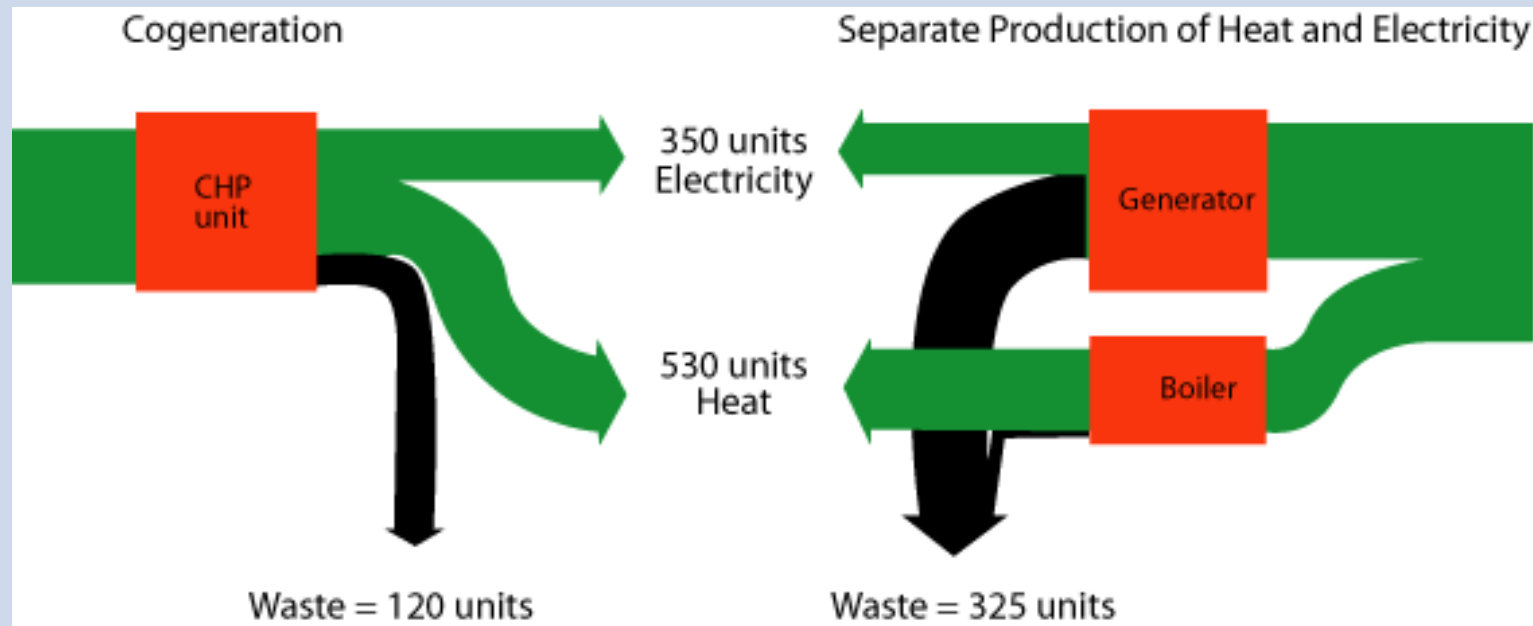 Cogeneration
Separate Production of Heat and Electricity
CHP
unit
350 units
Electricity
Generator
530 units
Heat
Boiler
Waste = 120 units
Waste = 325 units